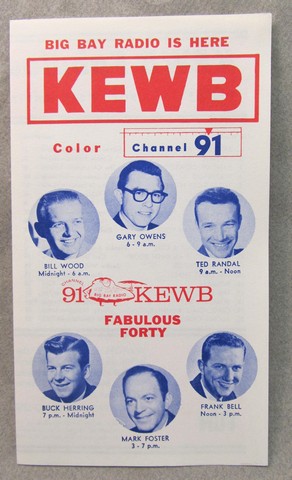 BIG BAY RADIO IS HERE
KEWB
Color Channel 91
GARY OWENS
6 - 9 a.m.
BILL WOOD
Midnight - 6 a.m.
TED RANDAL
9 a.m. - Noon
91 BIG BAY RADIO KEWB
FABULOUS
FORTY
BUCK HERRING
7 p.m. - Midnight
FRANK BELL
Noon - 3 p.m.
MARK FOSTER
3 - 7 p.m.